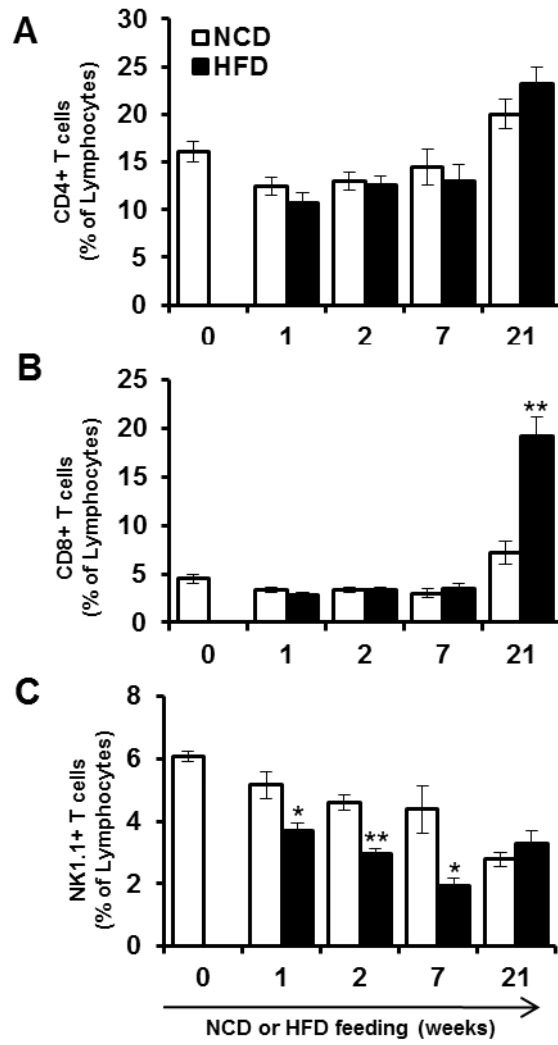 A
NCD
HFD
CD4+ T cells
(% of Lymphocytes)
30
25
20
15
10
5
0
0 1 2 7 21
B
CD8+ T cells
(% of Lymphocytes)
25
20
15
10
5
0
**
0 1 2 7 21
C
NK1.1+ T cells
(% of Lymphocytes)
8
6
4
2
0
*
**
*
0 1 2 7 21
NCD or HFD feeding (weeks)